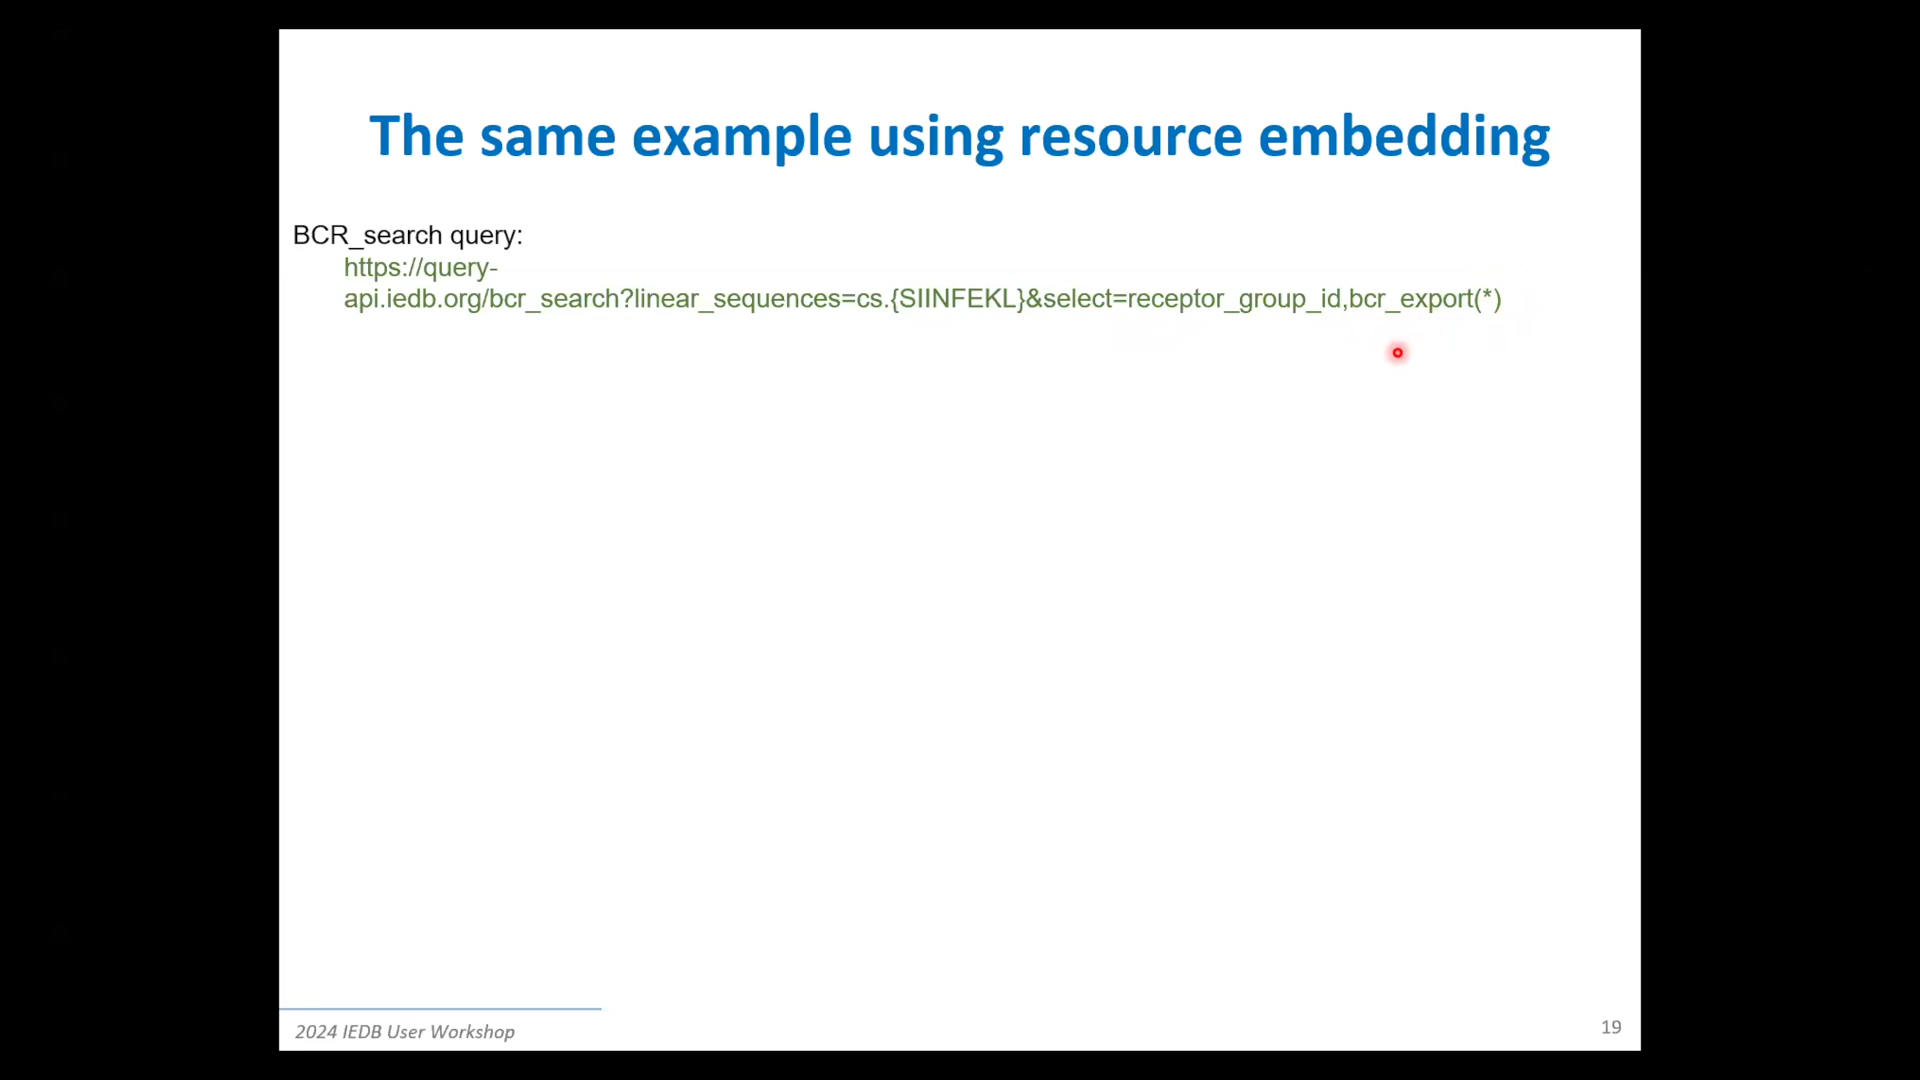 The same example using resource embedding
BCR_search query:
https://query-
api.iedb.org/bcr_search?linear_sequences=cs.{SIINFEKL}&select=receptor_group_id,bcr_export(*)
2024 IEDB User Workshop
19